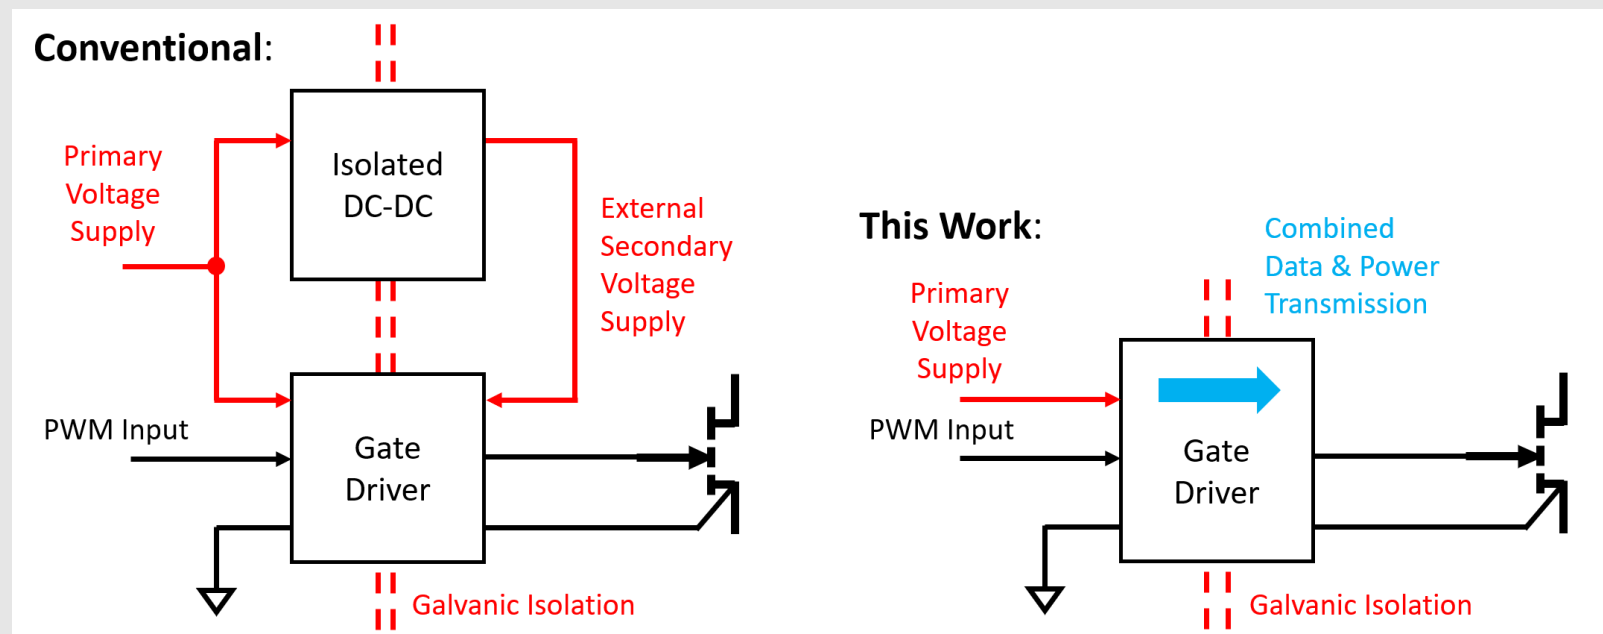 Conventional:
Primary
Voltage
Supply
Isolated
DC-DC
External
Secondary
Voltage
Supply
PWM Input
Gate
Driver
Galvanic Isolation
This Work:
Combined
Data & Power
Transmission
Primary
Voltage
Supply
PWM Input
Gate
Driver
Galvanic Isolation